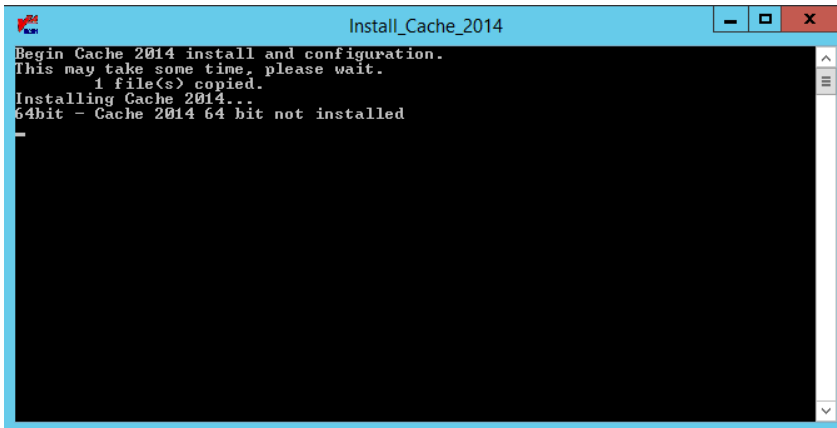 Install_Cache_2014
Begin Cache 2014 install and configuration.
This may take some time, please wait.
1 file(s) copied.
Installing Cache 2014...
64bit - Cache 2014 64 bit not installed